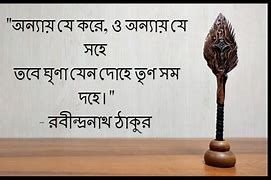 "অন্যায় যে করে, ও অন্যায় যে
সহে
তবে ঘৃণা যেন দোহে তৃণ সম
দহে।"
- রবীন্দ্রনাথ ঠাকুর